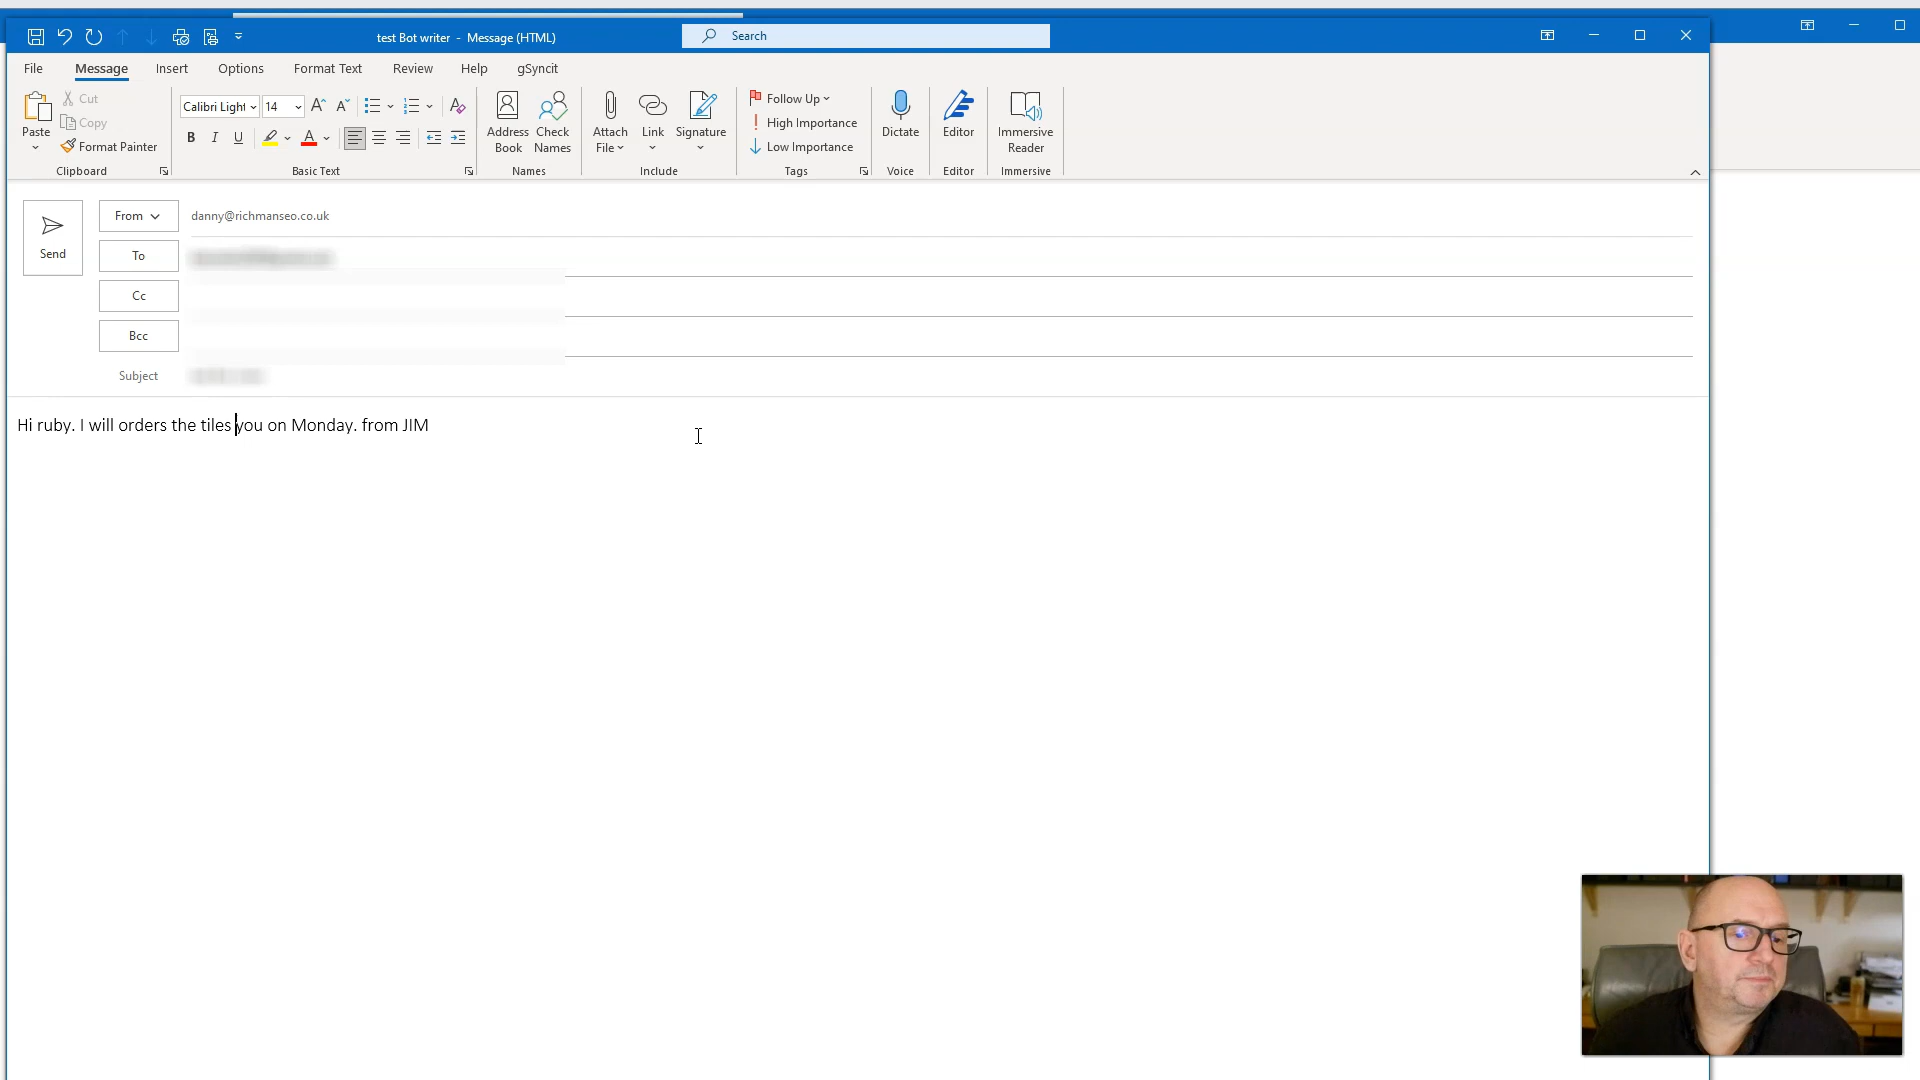 test Bot writer - Message (HTML)
Search
File Message Insert Options Format Text Review Help gSyncit
Paste
Cut
Copy
Format Painter
Clipboard
Calibri Light 14
B I U A
Basic Text
Address Book
Check Names
Names
Attach File
Link
Signature
Include
Follow Up
High Importance
Low Importance
Tags
Dictate
Voice
Editor
Editor
Immersive Reader
Immersive
Send
From danny@richmanseo.co.uk
To
Cc
Bcc
Subject
Hi ruby. I will orders the tiles you on Monday. from JIM